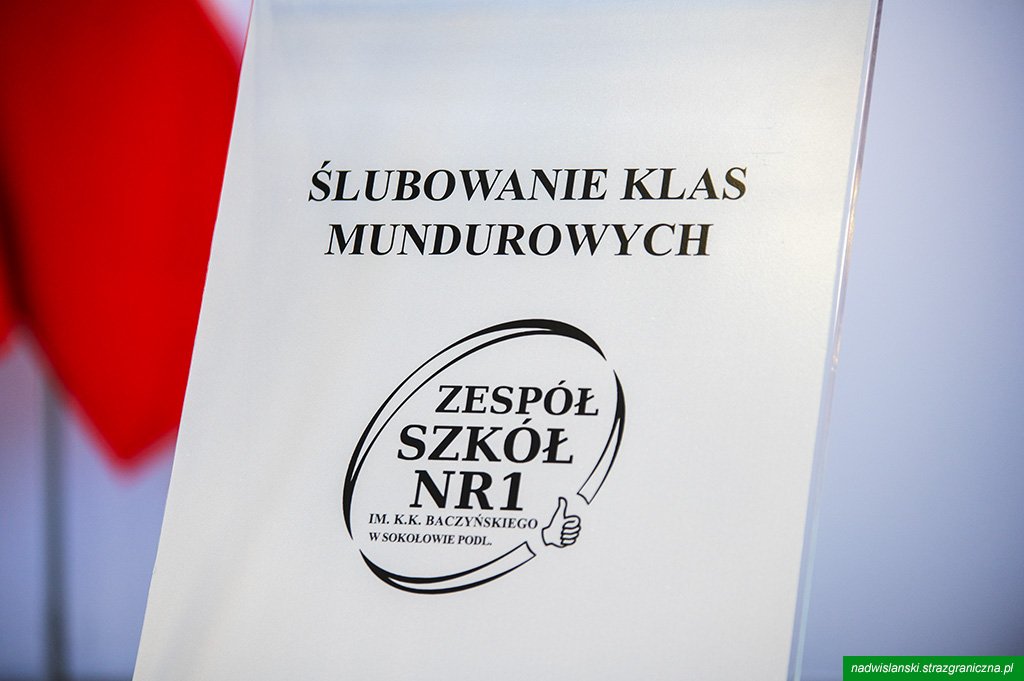 ŚLUBOWANIE KLAS
MUNDUROWYCH
ZESPÓŁ
SZKÓŁ
NR1
IM. K.K. BACZYŃSKIEGO
W SOKOŁOWIE PODL.
nadwislanski.strazgraniczna.pl